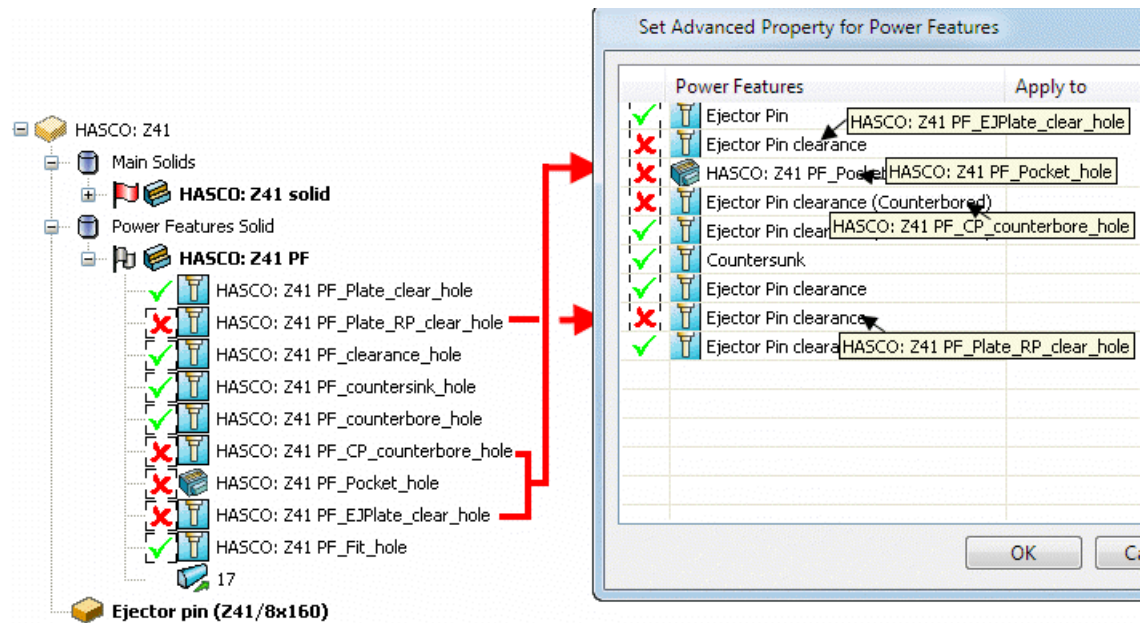 HASCO: Z41
Main Solids
HASCO: Z41 solid
Power Features Solid
HASCO: Z41 PF
HASCO: Z41 PF_Plate_clear_hole
HASCO: Z41 PF_Plate_RP_clear_hole
HASCO: Z41 PF_clearance_hole
HASCO: Z41 PF_countersink_hole
HASCO: Z41 PF_counterbore_hole
HASCO: Z41 PF_CP_counterbore_hole
HASCO: Z41 PF_Pocket_hole
HASCO: Z41 PF_EJPlate_clear_hole
HASCO: Z41 PF_Fit_hole
17
Ejector pin (Z41/8x160)
Set Advanced Property for Power Features
Power Features Apply to
Ejector Pin
HASCO: Z41 PF_EJPlate_clear_hole
Ejector Pin clearance
HASCO: Z41 PF_Pocket
HASCO: Z41 PF_Pocket_hole
Ejector Pin clearance (Counterbored)
Ejector Pin clear
HASCO: Z41 PF_CP_counterbore_hole
Countersunk
Ejector Pin clearance
Ejector Pin clearance
Ejector Pin cleara
HASCO: Z41 PF_Plate_RP_clear_hole
OK
Ca